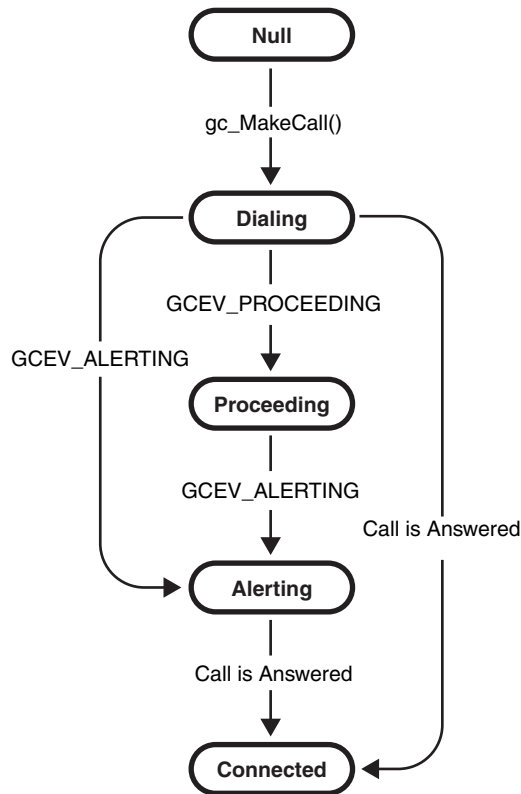 Null
gc_MakeCall()
Dialing
GCEV_PROCEEDING
GCEV_ALERTING
Proceeding
GCEV_ALERTING
Call is Answered
Alerting
Call is Answered
Connected